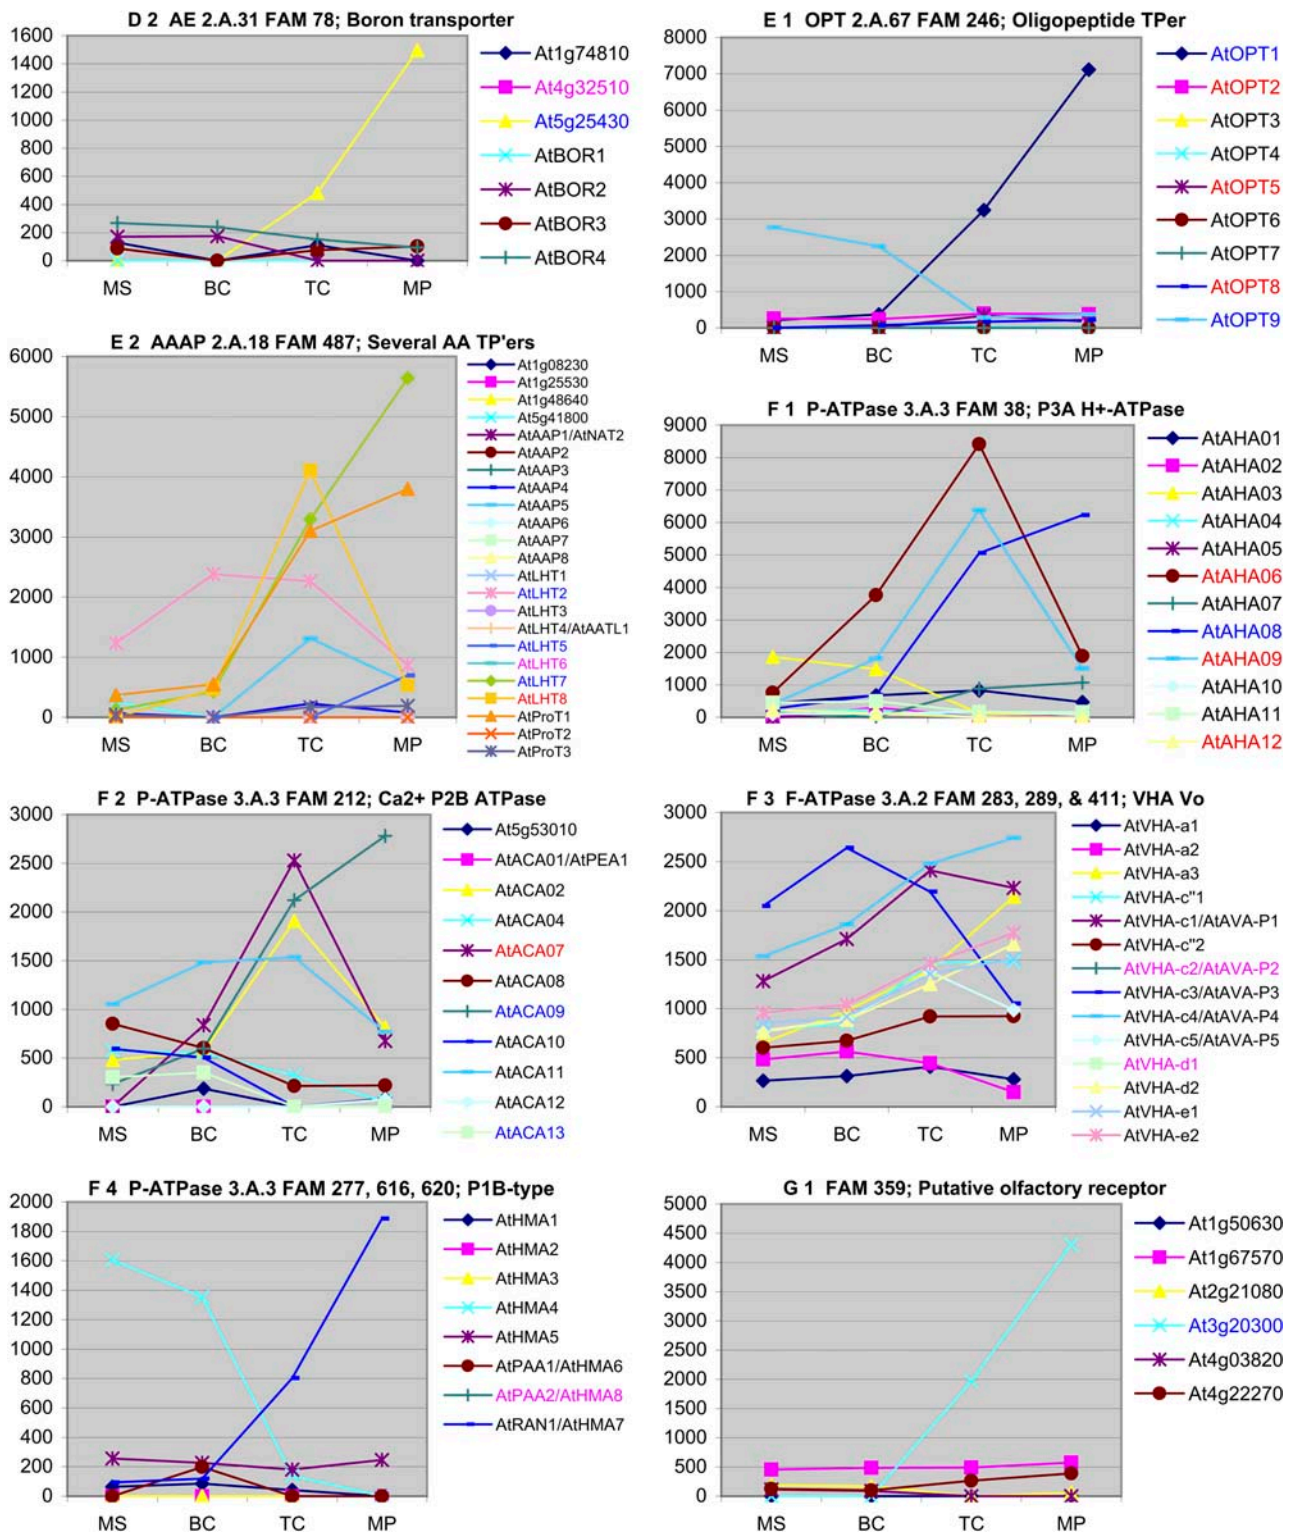 D 2 AE 2.A.31 FAM 78; Boron transporter
1600
1400
1200
1000
800
600
400
200
0
MS BC TC MP
At1g74810
At4g32510
At5g25430
AtBOR1
AtBOR2
AtBOR3
AtBOR4
E 1 OPT 2.A.67 FAM 246; Oligopeptide TPer
8000
7000
6000
5000
4000
3000
2000
1000
0
MS BC TC MP
AtOPT1
AtOPT2
AtOPT3
AtOPT4
AtOPT5
AtOPT6
AtOPT7
AtOPT8
AtOPT9
E 2 AAAP 2.A.18 FAM 487; Several AA TP'ers
6000
5000
4000
3000
2000
1000
0
MS BC TC MP
At1g08230
At1g25530
At1g48640
At5g41800
AtAAP1/AtNAT2
AtAAP2
AtAAP3
AtAAP4
AtAAP5
AtAAP6
AtAAP7
AtAAP8
AtLHT1
AtLHT2
AtLHT3
AtLHT4/AtAATL1
AtLHT5
AtLHT6
AtLHT7
AtLHT8
AtProT1
AtProT2
AtProT3
F 1 P-ATPase 3.A.3 FAM 38; P3A H+-ATPase
9000
8000
7000
6000
5000
4000
3000
2000
1000
0
MS BC TC MP
AtAHA01
AtAHA02
AtAHA03
AtAHA04
AtAHA05
AtAHA06
AtAHA07
AtAHA08
AtAHA09
AtAHA10
AtAHA11
AtAHA12
F 2 P-ATPase 3.A.3 FAM 212; Ca2+ P2B ATPase
3000
2500
2000
1500
1000
500
0
MS BC TC MP
At5g53010
AtACA01/AtPEA1
AtACA02
AtACA04
AtACA07
AtACA08
AtACA09
AtACA10
AtACA11
AtACA12
AtACA13
F 3 F-ATPase 3.A.2 FAM 283, 289, & 411; VHA Vo
3000
2500
2000
1500
1000
500
0
MS BC TC MP
AtVHA-a1
AtVHA-a2
AtVHA-a3
AtVHA-c"1
AtVHA-c1/AtAVA-P1
AtVHA-c"2
AtVHA-c2/AtAVA-P2
AtVHA-c3/AtAVA-P3
AtVHA-c4/AtAVA-P4
AtVHA-c5/AtAVA-P5
AtVHA-d1
AtVHA-d2
AtVHA-e1
AtVHA-e2
F 4 P-ATPase 3.A.3 FAM 277, 616, 620; P1B-type
2000
1800
1600
1400
1200
1000
800
600
400
200
0
MS BC TC MP
AtHMA1
AtHMA2
AtHMA3
AtHMA4
AtHMA5
AtPAA1/AtHMA6
AtPAA2/AtHMA8
AtRAN1/AtHMA7
G 1 FAM 359; Putative olfactory receptor
5000
4500
4000
3500
3000
2500
2000
1500
1000
500
0
MS BC TC MP
At1g50630
At1g67570
At2g21080
At3g20300
At4g03820
At4g22270